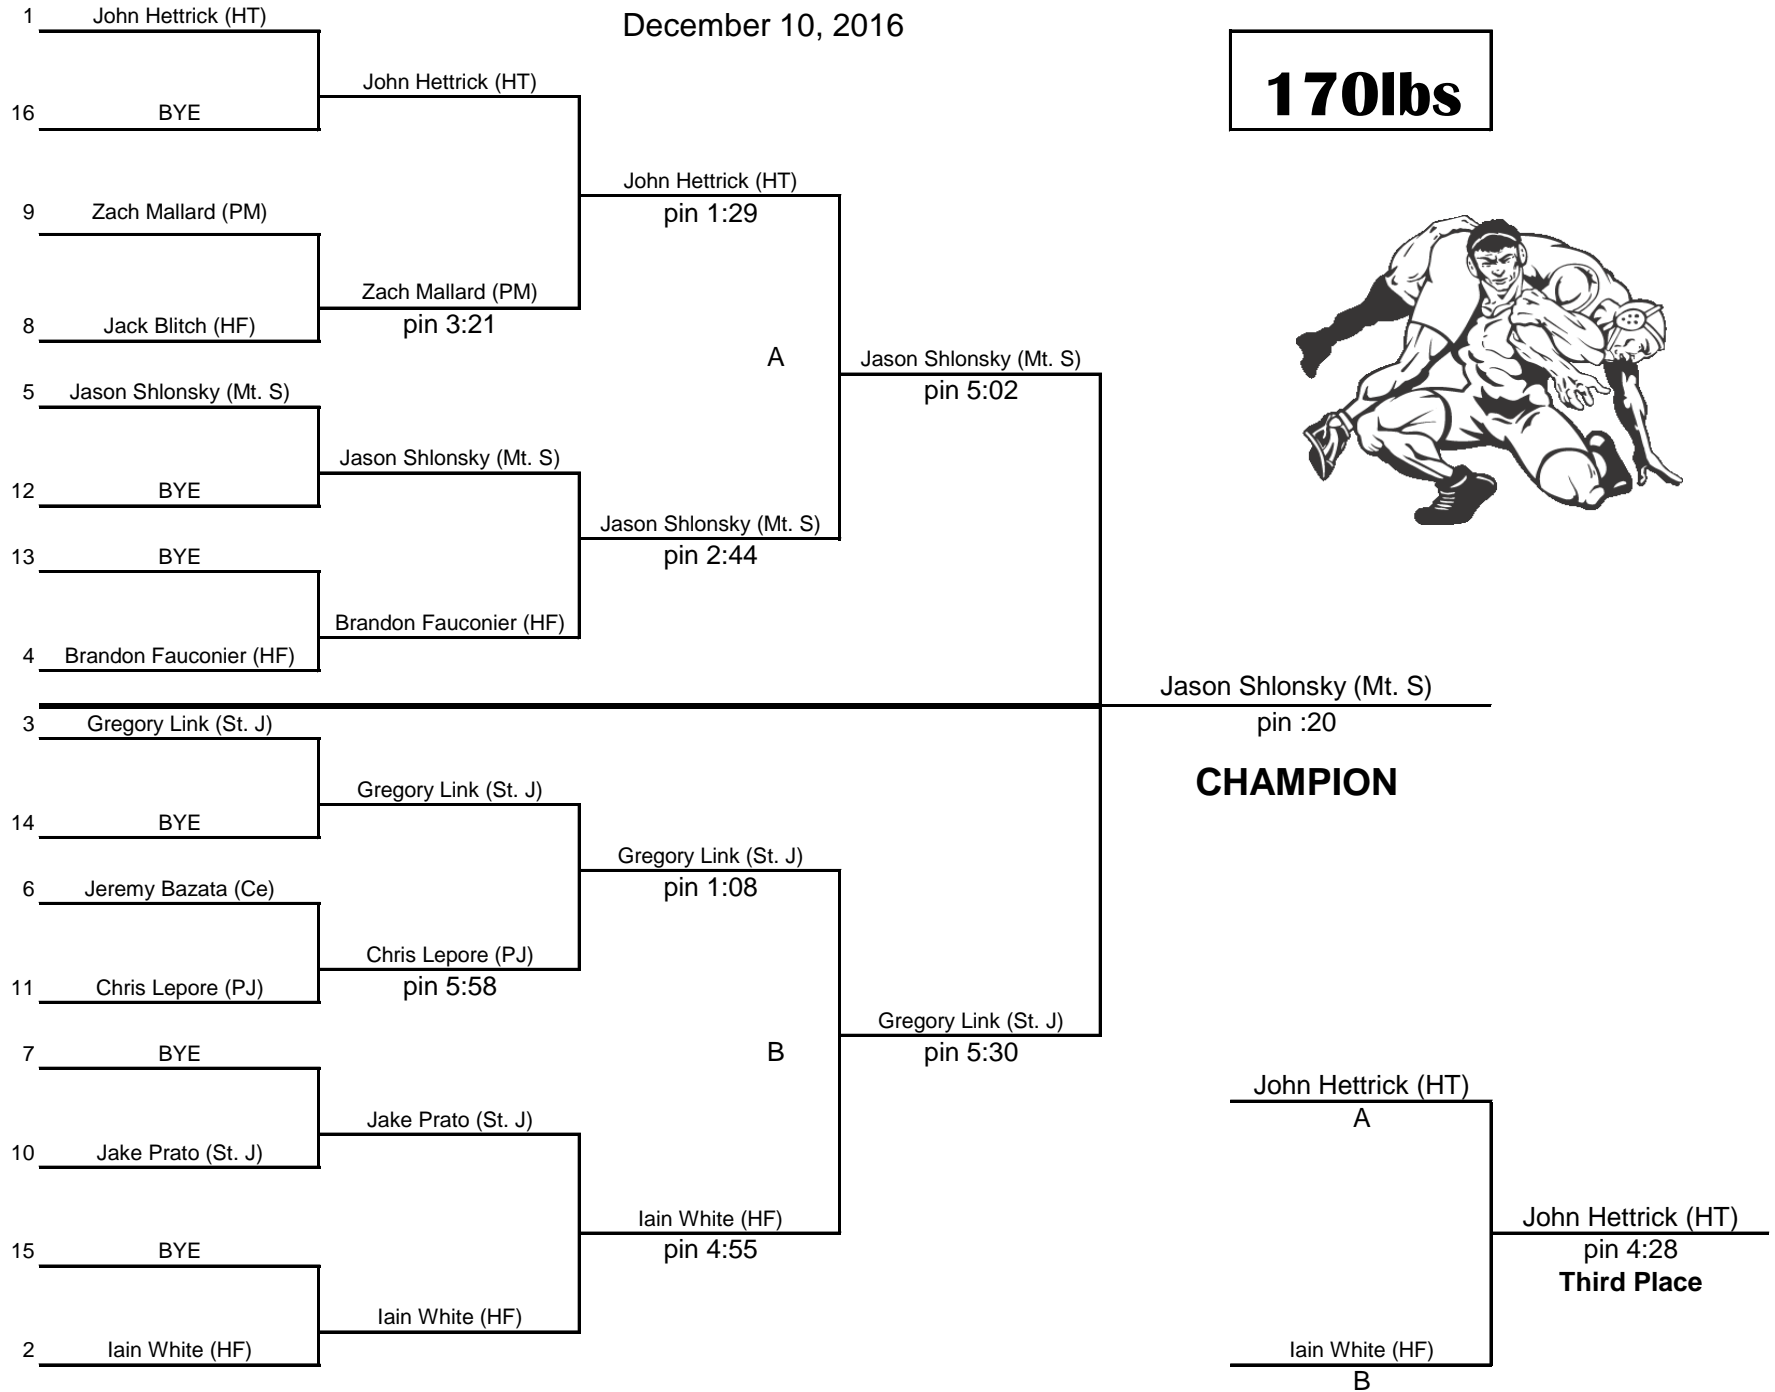 December 10, 2016
170lbs
1 John Hettrick (HT)
John Hettrick (HT)
16 BYE
John Hettrick (HT)
pin 1:29
9 Zach Mallard (PM)
Zach Mallard (PM)
pin 3:21
8 Jack Blitch (HF)
A
Jason Shlonsky (Mt. S)
pin 5:02
5 Jason Shlonsky (Mt. S)
Jason Shlonsky (Mt. S)
12 BYE
Jason Shlonsky (Mt. S)
pin 2:44
13 BYE
Brandon Fauconier (HF)
4 Brandon Fauconier (HF)
Jason Shlonsky (Mt. S)
pin :20
CHAMPION
3 Gregory Link (St. J)
Gregory Link (St. J)
14 BYE
Gregory Link (St. J)
pin 1:08
6 Jeremy Bazata (Ce)
Chris Lepore (PJ)
pin 5:58
11 Chris Lepore (PJ)
Gregory Link (St. J)
pin 5:30
B
7 BYE
Jake Prato (St. J)
10 Jake Prato (St. J)
Iain White (HF)
pin 4:55
15 BYE
Iain White (HF)
2 Iain White (HF)
John Hettrick (HT)
A
John Hettrick (HT)
pin 4:28
Third Place
Iain White (HF)
B